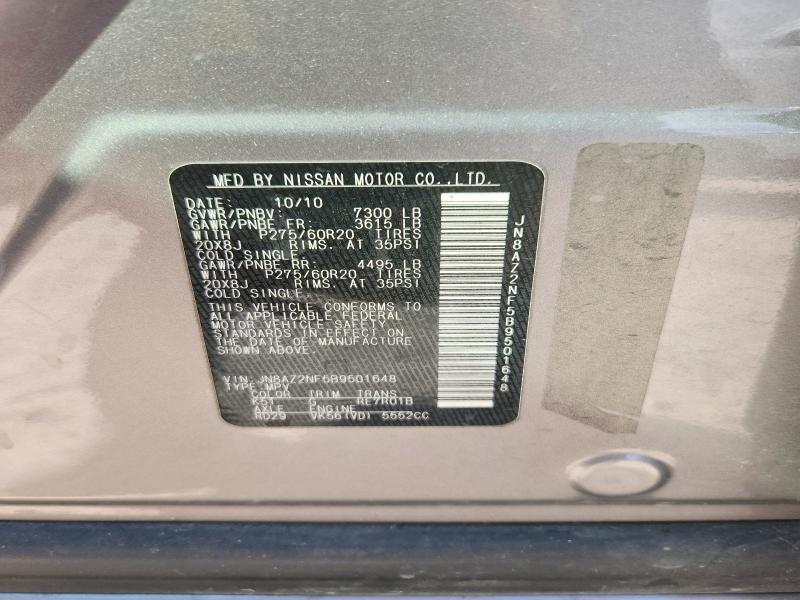 MFD BY NISSAN MOTOR CO.,LTD.
DATE: 10/10
GVWR/PNBV: 7300 LB
GAWR/PNBE FR: 3615 LB
WITH P275/60R20 TIRES
20X8J RIMS. AT 35PSI
COLD SINGLE.
GAWR/PNBE RR: 4495 LB
WITH P275/60R20 TIRES
20X8J RIMS. AT 35PSI
COLD SINGLE.
THIS VEHICLE CONFORMS TO
ALL APPLICABLE FEDERAL
MOTOR VEHICLE SAFETY
STANDARDS IN EFFECT ON
THE DATE OF MANUFACTURE
SHOWN ABOVE.
VIN: JN8AZ2NF5B9501648
TYPE: MPV
COLOR TRIM TRANS
K51 G RE7R01B
AXLE ENGINE
RD29 VK56(VD) 5552CC
JN8AZ2NF5B9501648